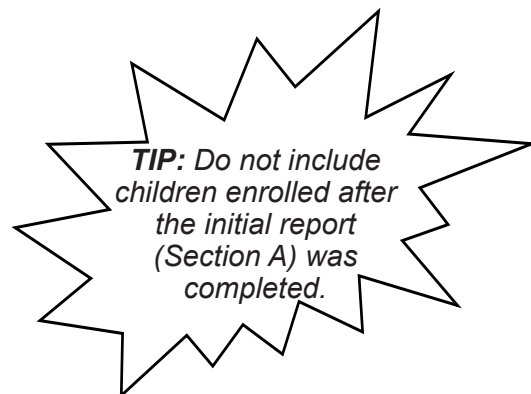 TIP: Do not include
children enrolled after
the initial report
(Section A) was
completed.